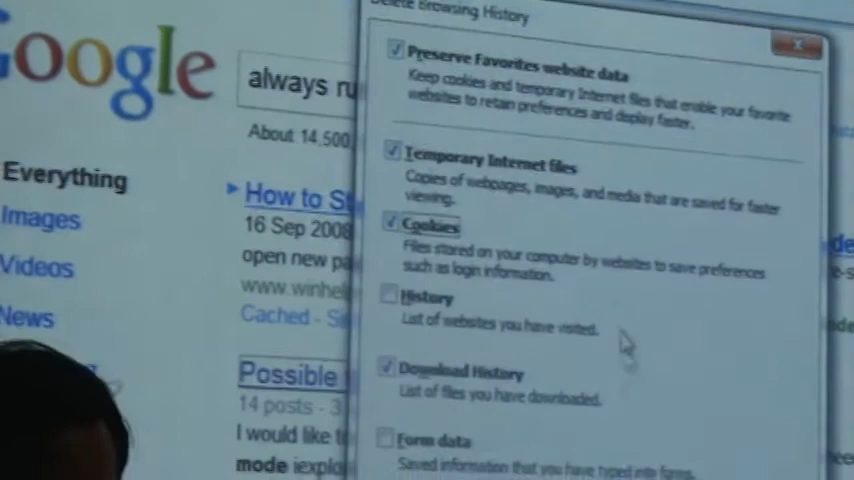 Google
always ru
About 14,500
Everything
Images
Videos
News
How to St
16 Sep 2008
open new pa
www.winhel
Cached - Si
Possible
14 posts - 3
I would like t
mode iexplo
Delete Browsing History
Preserve Favorites website data
Keep cookies and temporary Internet files that enable your favorite
websites to retain preferences and display faster.
Temporary Internet files
Copies of webpages, images, and media that are saved for faster
viewing.
Cookies
Files stored on your computer by websites to save preferences
such as login information.
History
List of websites you have visited.
Download History
List of files you have downloaded.
Form data
Saved information that you have typed into forms.